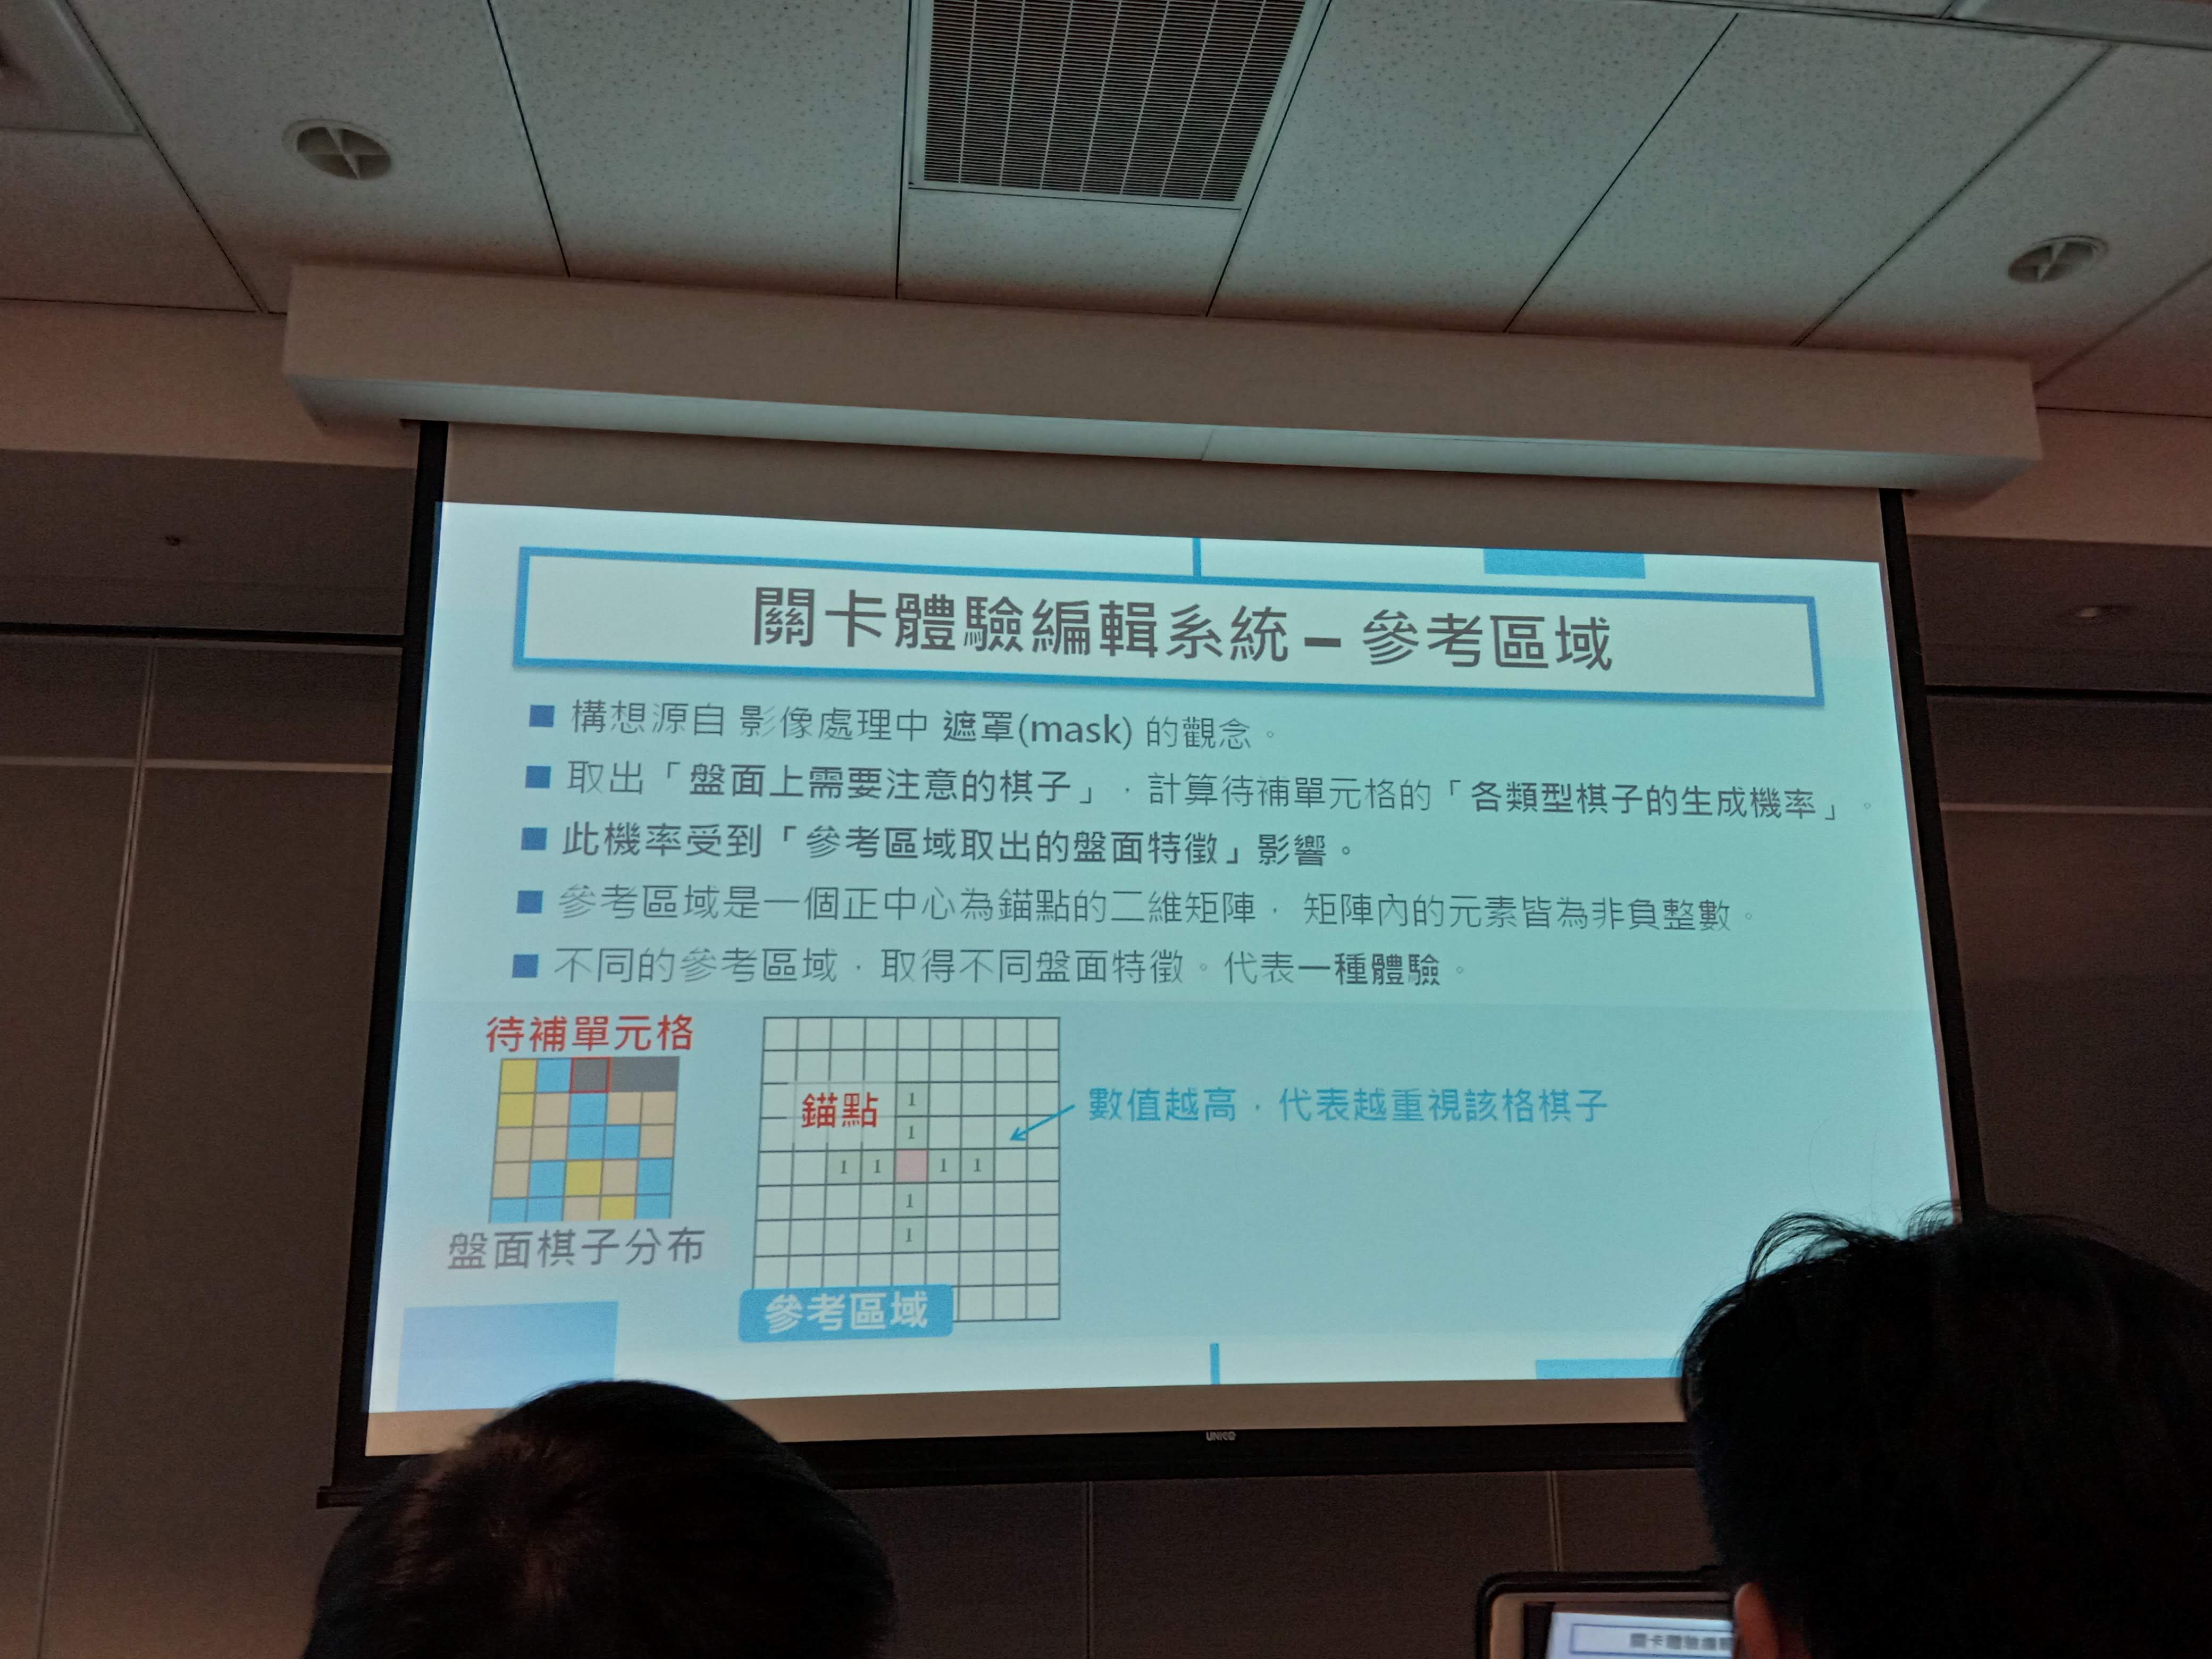 關卡體驗編輯系統 – 參考區域
構想源自 影像處理中 遮罩(mask) 的觀念。
取出「盤面上需要注意的棋子」，計算待補單元格的「各類型棋子的生成機率」。
此機率受到「參考區域取出的盤面特徵」影響。
參考區域是一個正中心為錨點的二維矩陣， 矩陣內的元素皆為非負整數。
不同的參考區域，取得不同盤面特徵。代表一種體驗。
待補單元格
盤面棋子分布
錨點
1
1
1 1 1 1
1
1
參考區域
數值越高，代表越重視該格棋子
UNICO
關卡體驗編輯